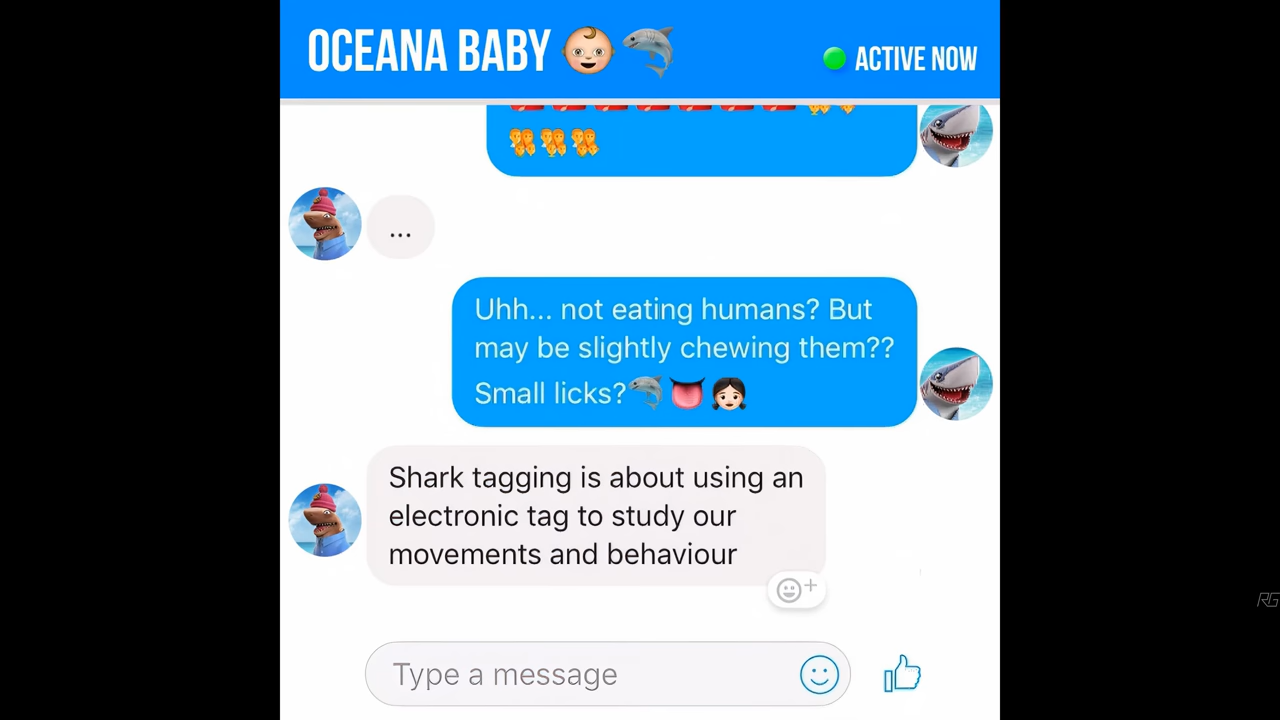 OCEANA BABY
ACTIVE NOW
...
Uhh... not eating humans? But
may be slightly chewing them??
Small licks?
Shark tagging is about using an
electronic tag to study our
movements and behaviour
Type a message
RG